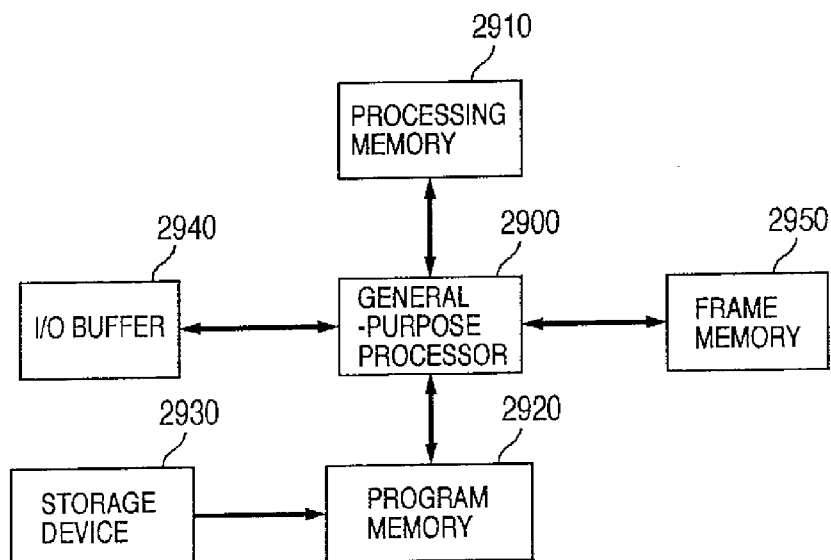 2910
PROCESSING
MEMORY
2940
2900
2950
I/O BUFFER
GENERAL
-PURPOSE
PROCESSOR
FRAME
MEMORY
2930
2920
STORAGE
DEVICE
PROGRAM
MEMORY